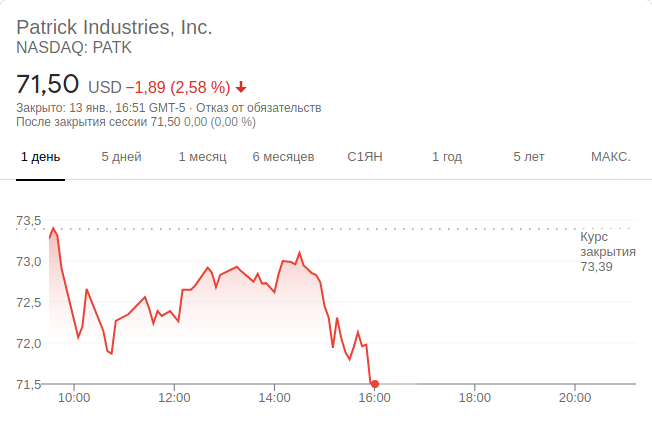 Patrick Industries, Inc.
NASDAQ: PATK
71,50 USD −1,89 (2,58 %)
Закрыто: 13 янв., 16:51 GMT-5 · Отказ от обязательств
После закрытия сессии 71,50 0,00 (0,00 %)
1 день 5 дней 1 месяц 6 месяцев С1ЯН 1 год 5 лет МАКС.
73,5
Курс
закрытия
73,39
73,0
72,5
72,0
71,5
10:00 12:00 14:00 16:00 18:00 20:00